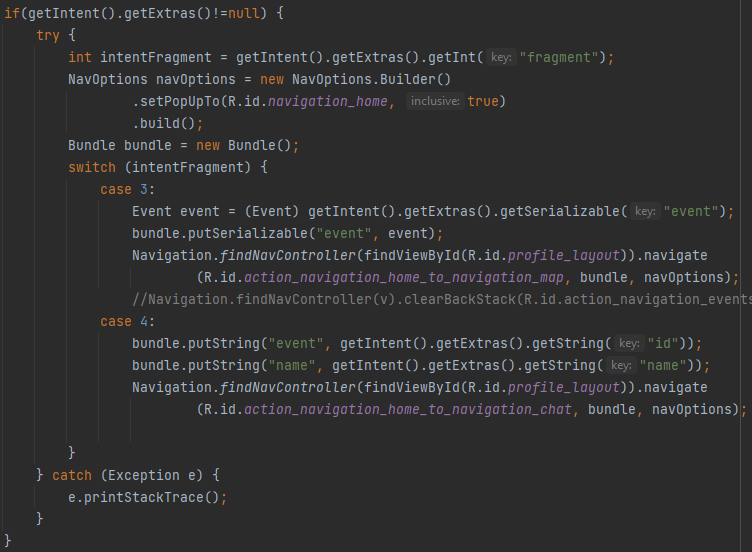 if(getIntent().getExtras()!=null) {
try {
int intentFragment = getIntent().getExtras().getInt( key: "fragment");
NavOptions navOptions = new NavOptions.Builder()
.setPopUpTo(R.id.navigation_home, inclusive: true)
.build();
Bundle bundle = new Bundle();
switch (intentFragment) {
case 3:
Event event = (Event) getIntent().getExtras().getSerializable( key: "event");
bundle.putSerializable("event", event);
Navigation.findNavController(findViewById(R.id.profile_layout)).navigate
(R.id.action_navigation_home_to_navigation_map, bundle, navOptions);
//Navigation.findNavController(v).clearBackStack(R.id.action_navigation_events
case 4:
bundle.putString("event", getIntent().getExtras().getString( key: "id"));
bundle.putString("name", getIntent().getExtras().getString( key: "name"));
Navigation.findNavController(findViewById(R.id.profile_layout)).navigate
(R.id.action_navigation_home_to_navigation_chat, bundle, navOptions);
}
} catch (Exception e) {
e.printStackTrace();
}
}